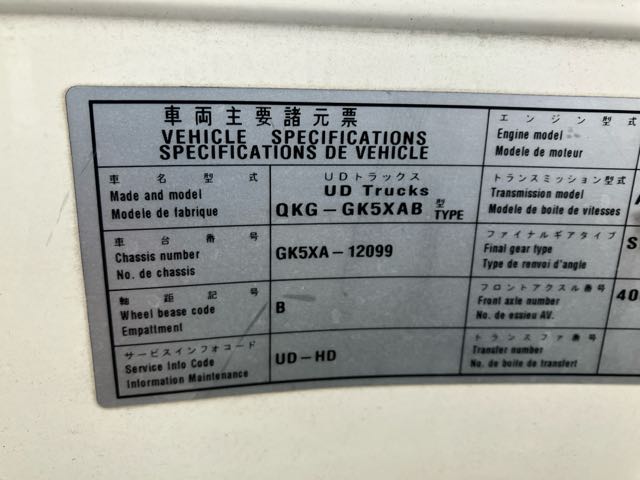 車両主要諸元票
VEHICLE SPECIFICATIONS
SPECIFICATIONS DE VEHICLE
車名型式
Made and model
Modele de fabrique
UDトラックス
UD Trucks
QKG-GK5XAB 型 TYPE
車台番号
Chassis number
No. de chassis
GK5XA-12099
軸距記号
Wheel bease code
Empattment
B
サービスインフォコード
Service Info Code
Information Maintenance
UD-HD
エンジン型式
Engine model
Modele de moteur
トランスミッション型式
Transmission model
Modele de boite de vitesses
A
ファイナルギアタイプ
Final gear type
Type de renvoi d'angle
S
フロントアクスル番号
Front axle number
No. de essieu AV.
40
トランスファ番号
Transfer number
No. de boite de transfert